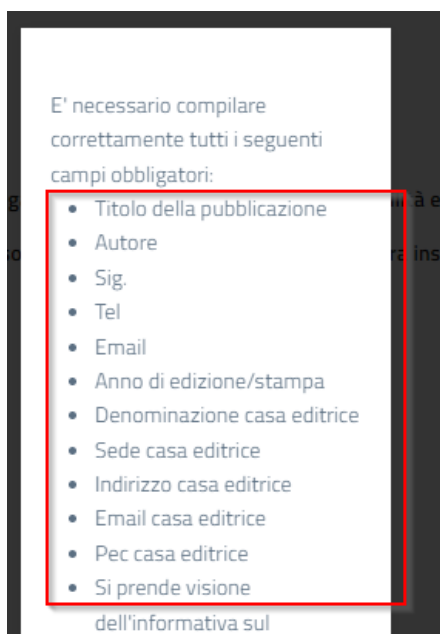 E' necessario compilare
correttamente tutti i seguenti
campi obbligatori:
• Titolo della pubblicazione
• Autore
• Sig.
• Tel
• Email
• Anno di edizione/stampa
• Denominazione casa editrice
• Sede casa editrice
• Indirizzo casa editrice
• Email casa editrice
• Pec casa editrice
• Si prende visione
dell'informativa sul